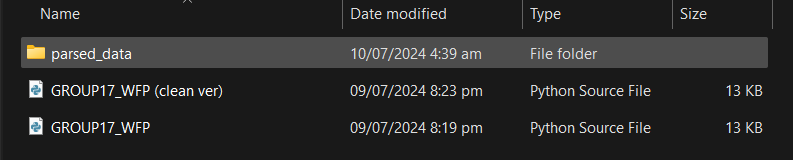 Name Date modified Type Size
parsed_data 10/07/2024 4:39 am File folder
GROUP17_WFP (clean ver) 09/07/2024 8:23 pm Python Source File 13 KB
GROUP17_WFP 09/07/2024 8:19 pm Python Source File 13 KB